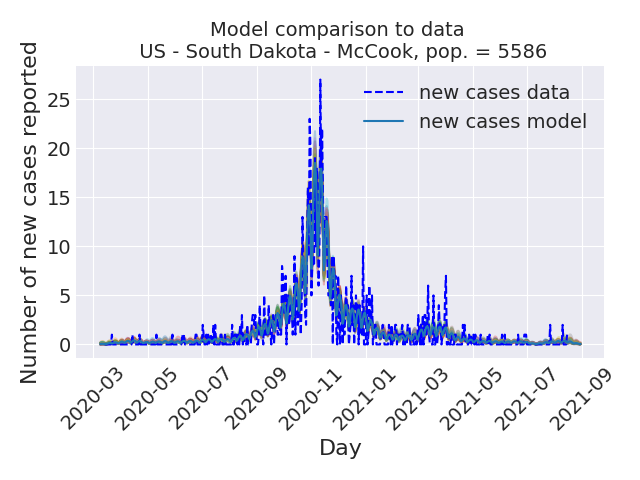 Model comparison to data
US - South Dakota - McCook, pop. = 5586
Number of new cases reported
25
20
15
10
5
0
new cases data
new cases model
2020-03
2020-05
2020-07
2020-09
2020-11
2021-01
2021-03
2021-05
2021-07
2021-09
Day